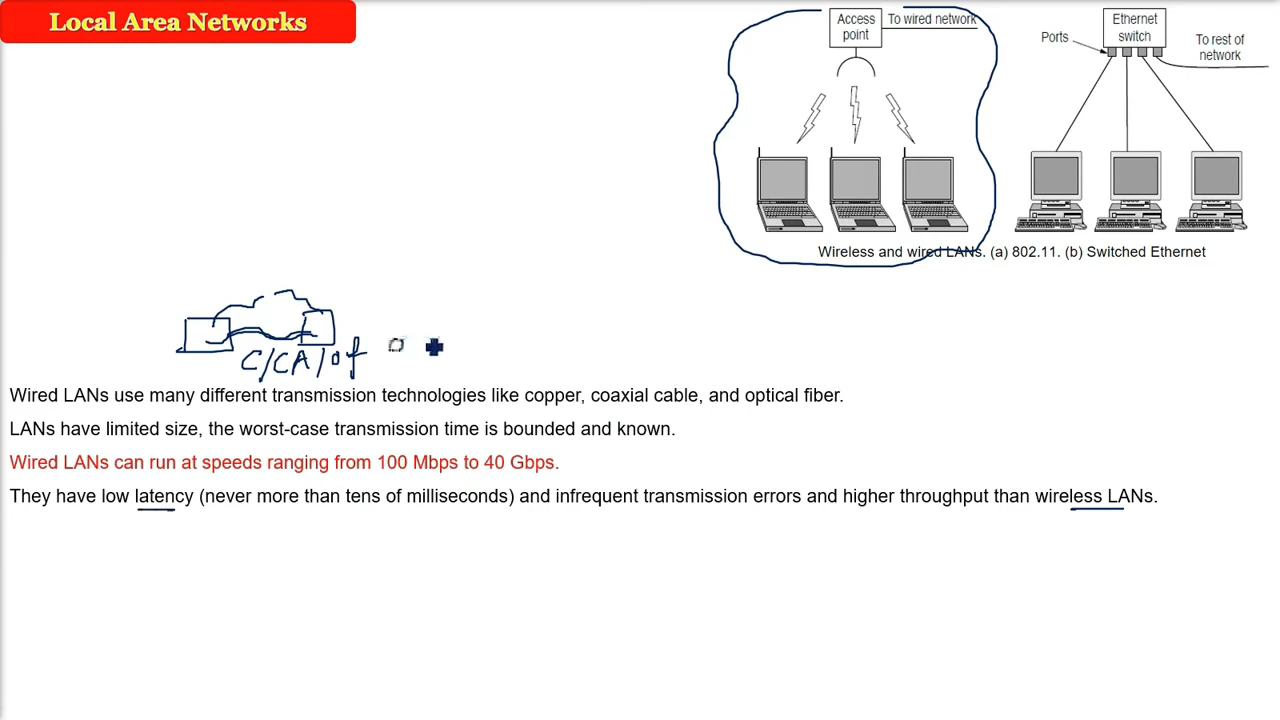 Local Area Networks
Access
point
To wired network
Ports
Ethernet
switch
To rest of
network
Wireless and wired LANs. (a) 802.11. (b) Switched Ethernet
C/CA/of
Wired LANs use many different transmission technologies like copper, coaxial cable, and optical fiber.
LANs have limited size, the worst-case transmission time is bounded and known.
Wired LANs can run at speeds ranging from 100 Mbps to 40 Gbps.
They have low latency (never more than tens of milliseconds) and infrequent transmission errors and higher throughput than wireless LANs.